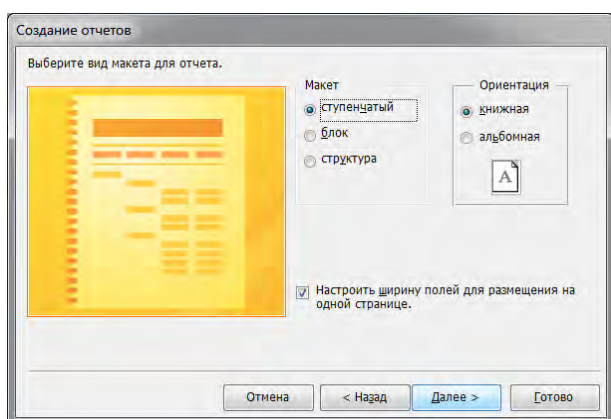 Создание отчетов
Выберите вид макета для отчета.
Макет
ступенчатый
блок
структура
Ориентация
книжная
альбомная
A
Настроить ширину полей для размещения на
одной странице.
Отмена
< Назад
Далее >
Готово